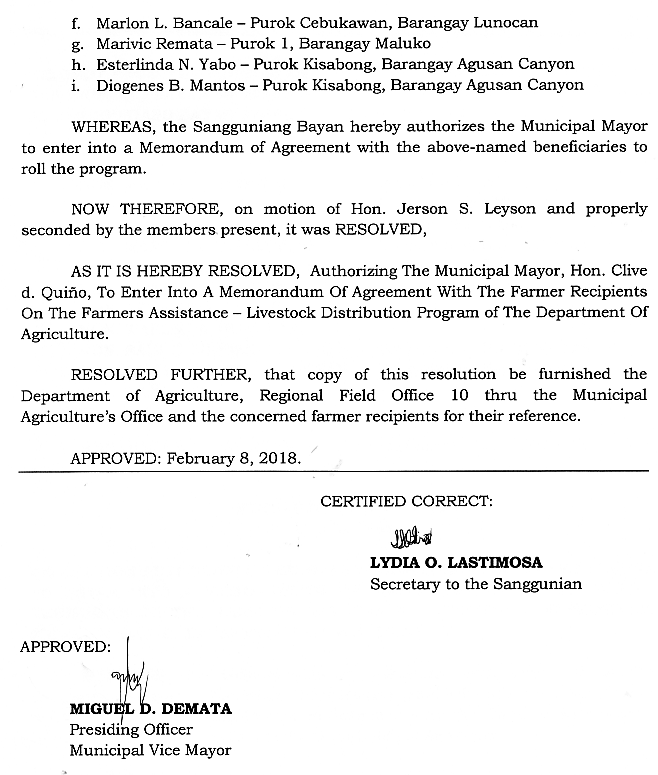 f. Marlon L. Bancale – Purok Cebukawan, Barangay Lunocan
g. Marivic Remata – Purok 1, Barangay Maluko
h. Esterlinda N. Yabo – Purok Kisabong, Barangay Agusan Canyon
i. Diogenes B. Mantos – Purok Kisabong, Barangay Agusan Canyon
WHEREAS, the Sangguniang Bayan hereby authorizes the Municipal Mayor
to enter into a Memorandum of Agreement with the above-named beneficiaries to
roll the program.
NOW THEREFORE, on motion of Hon. Jerson S. Leyson and properly
seconded by the members present, it was RESOLVED,
AS IT IS HEREBY RESOLVED, Authorizing The Municipal Mayor, Hon. Clive
d. Quiño, To Enter Into A Memorandum Of Agreement With The Farmer Recipients
On The Farmers Assistance – Livestock Distribution Program of The Department Of
Agriculture.
RESOLVED FURTHER, that copy of this resolution be furnished the
Department of Agriculture, Regional Field Office 10 thru the Municipal
Agriculture's Office and the concerned farmer recipients for their reference.
APPROVED: February 8, 2018.
CERTIFIED CORRECT:
LYDIA O. LASTIMOSA
Secretary to the Sanggunian
APPROVED:
MIGUEL D. DEMATA
Presiding Officer
Municipal Vice Mayor